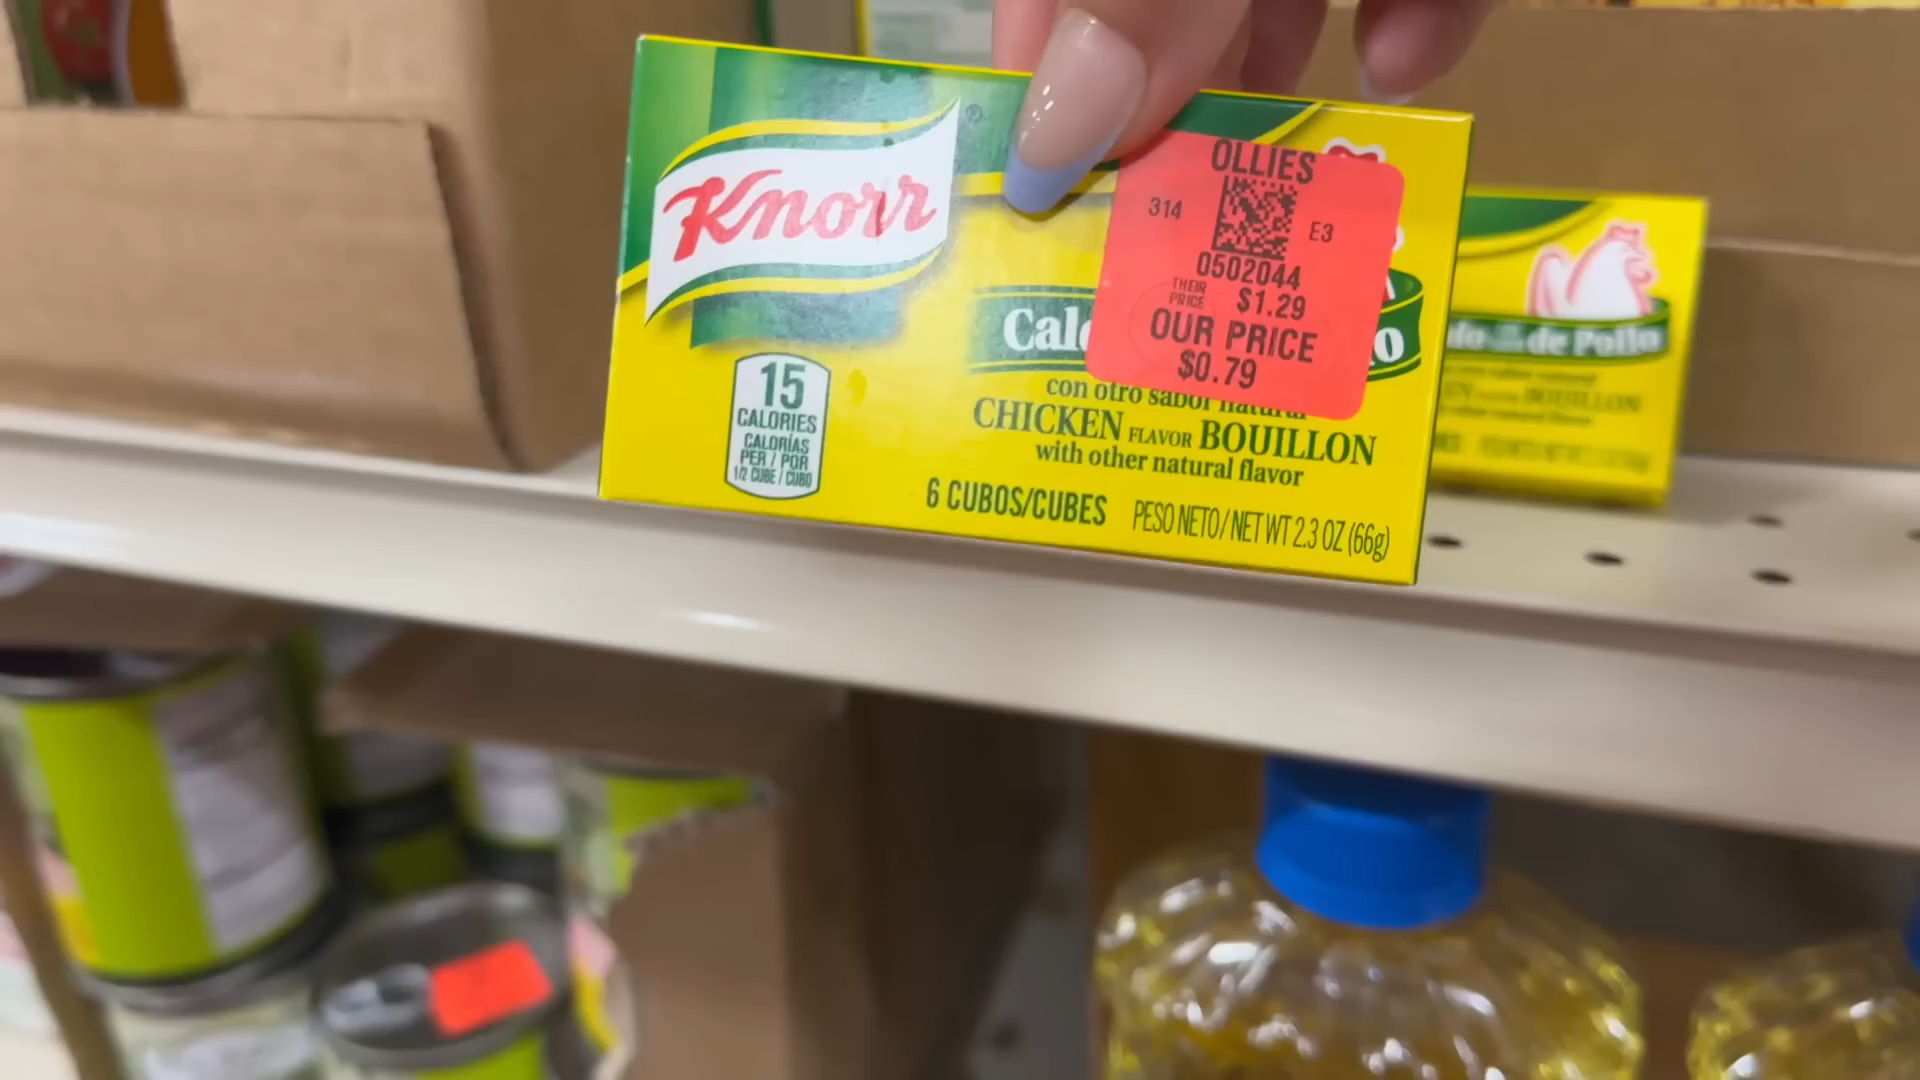 Knorr®
OLLIES
314
E3
0502044
THEIR PRICE $1.29
OUR PRICE
$0.79
con otro sabor natural
CHICKEN FLAVOR BOUILLON
with other natural flavor
6 CUBOS/CUBES PESO NETO/NET WT 2.3 OZ (66g)
15
CALORIES
CALORÍAS
PER / POR
1/2 CUBE / CUBO
de Pollo
BOUILLON